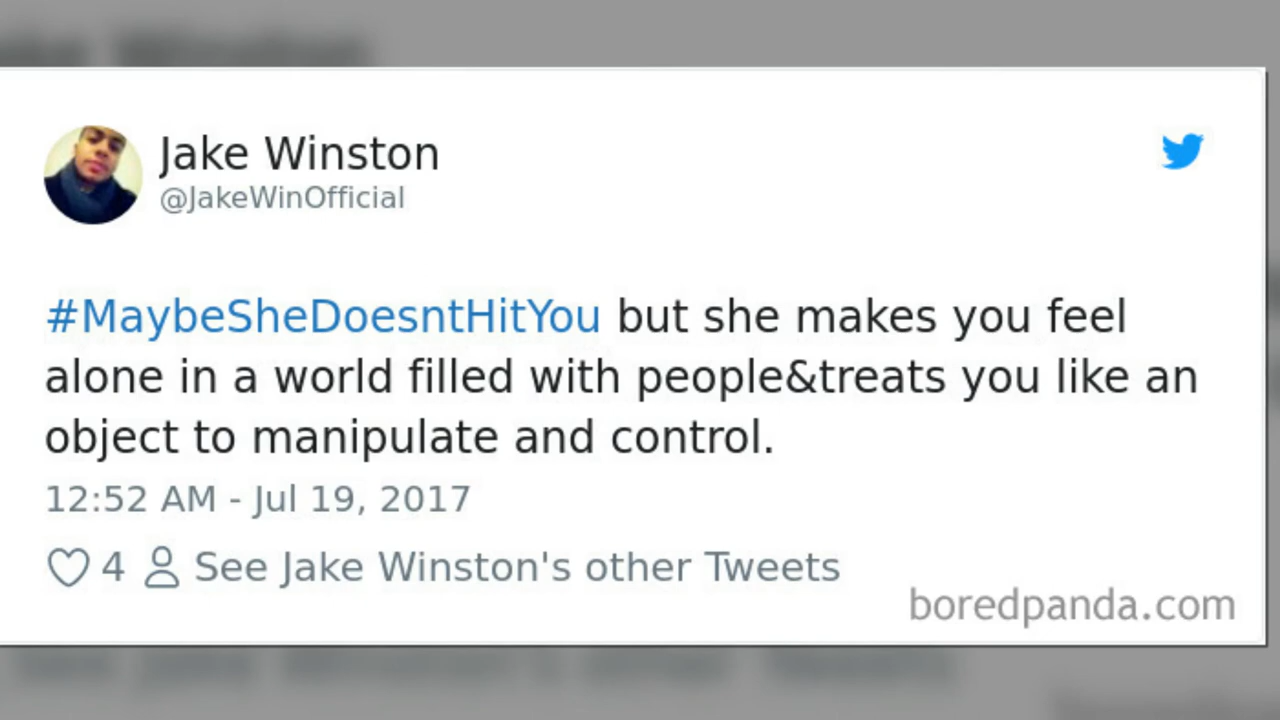 Jake Winston
@JakeWinOfficial
#MaybeSheDoesntHitYou but she makes you feel
alone in a world filled with people&treats you like an
object to manipulate and control.
12:52 AM - Jul 19, 2017
4 See Jake Winston's other Tweets
boredpanda.com